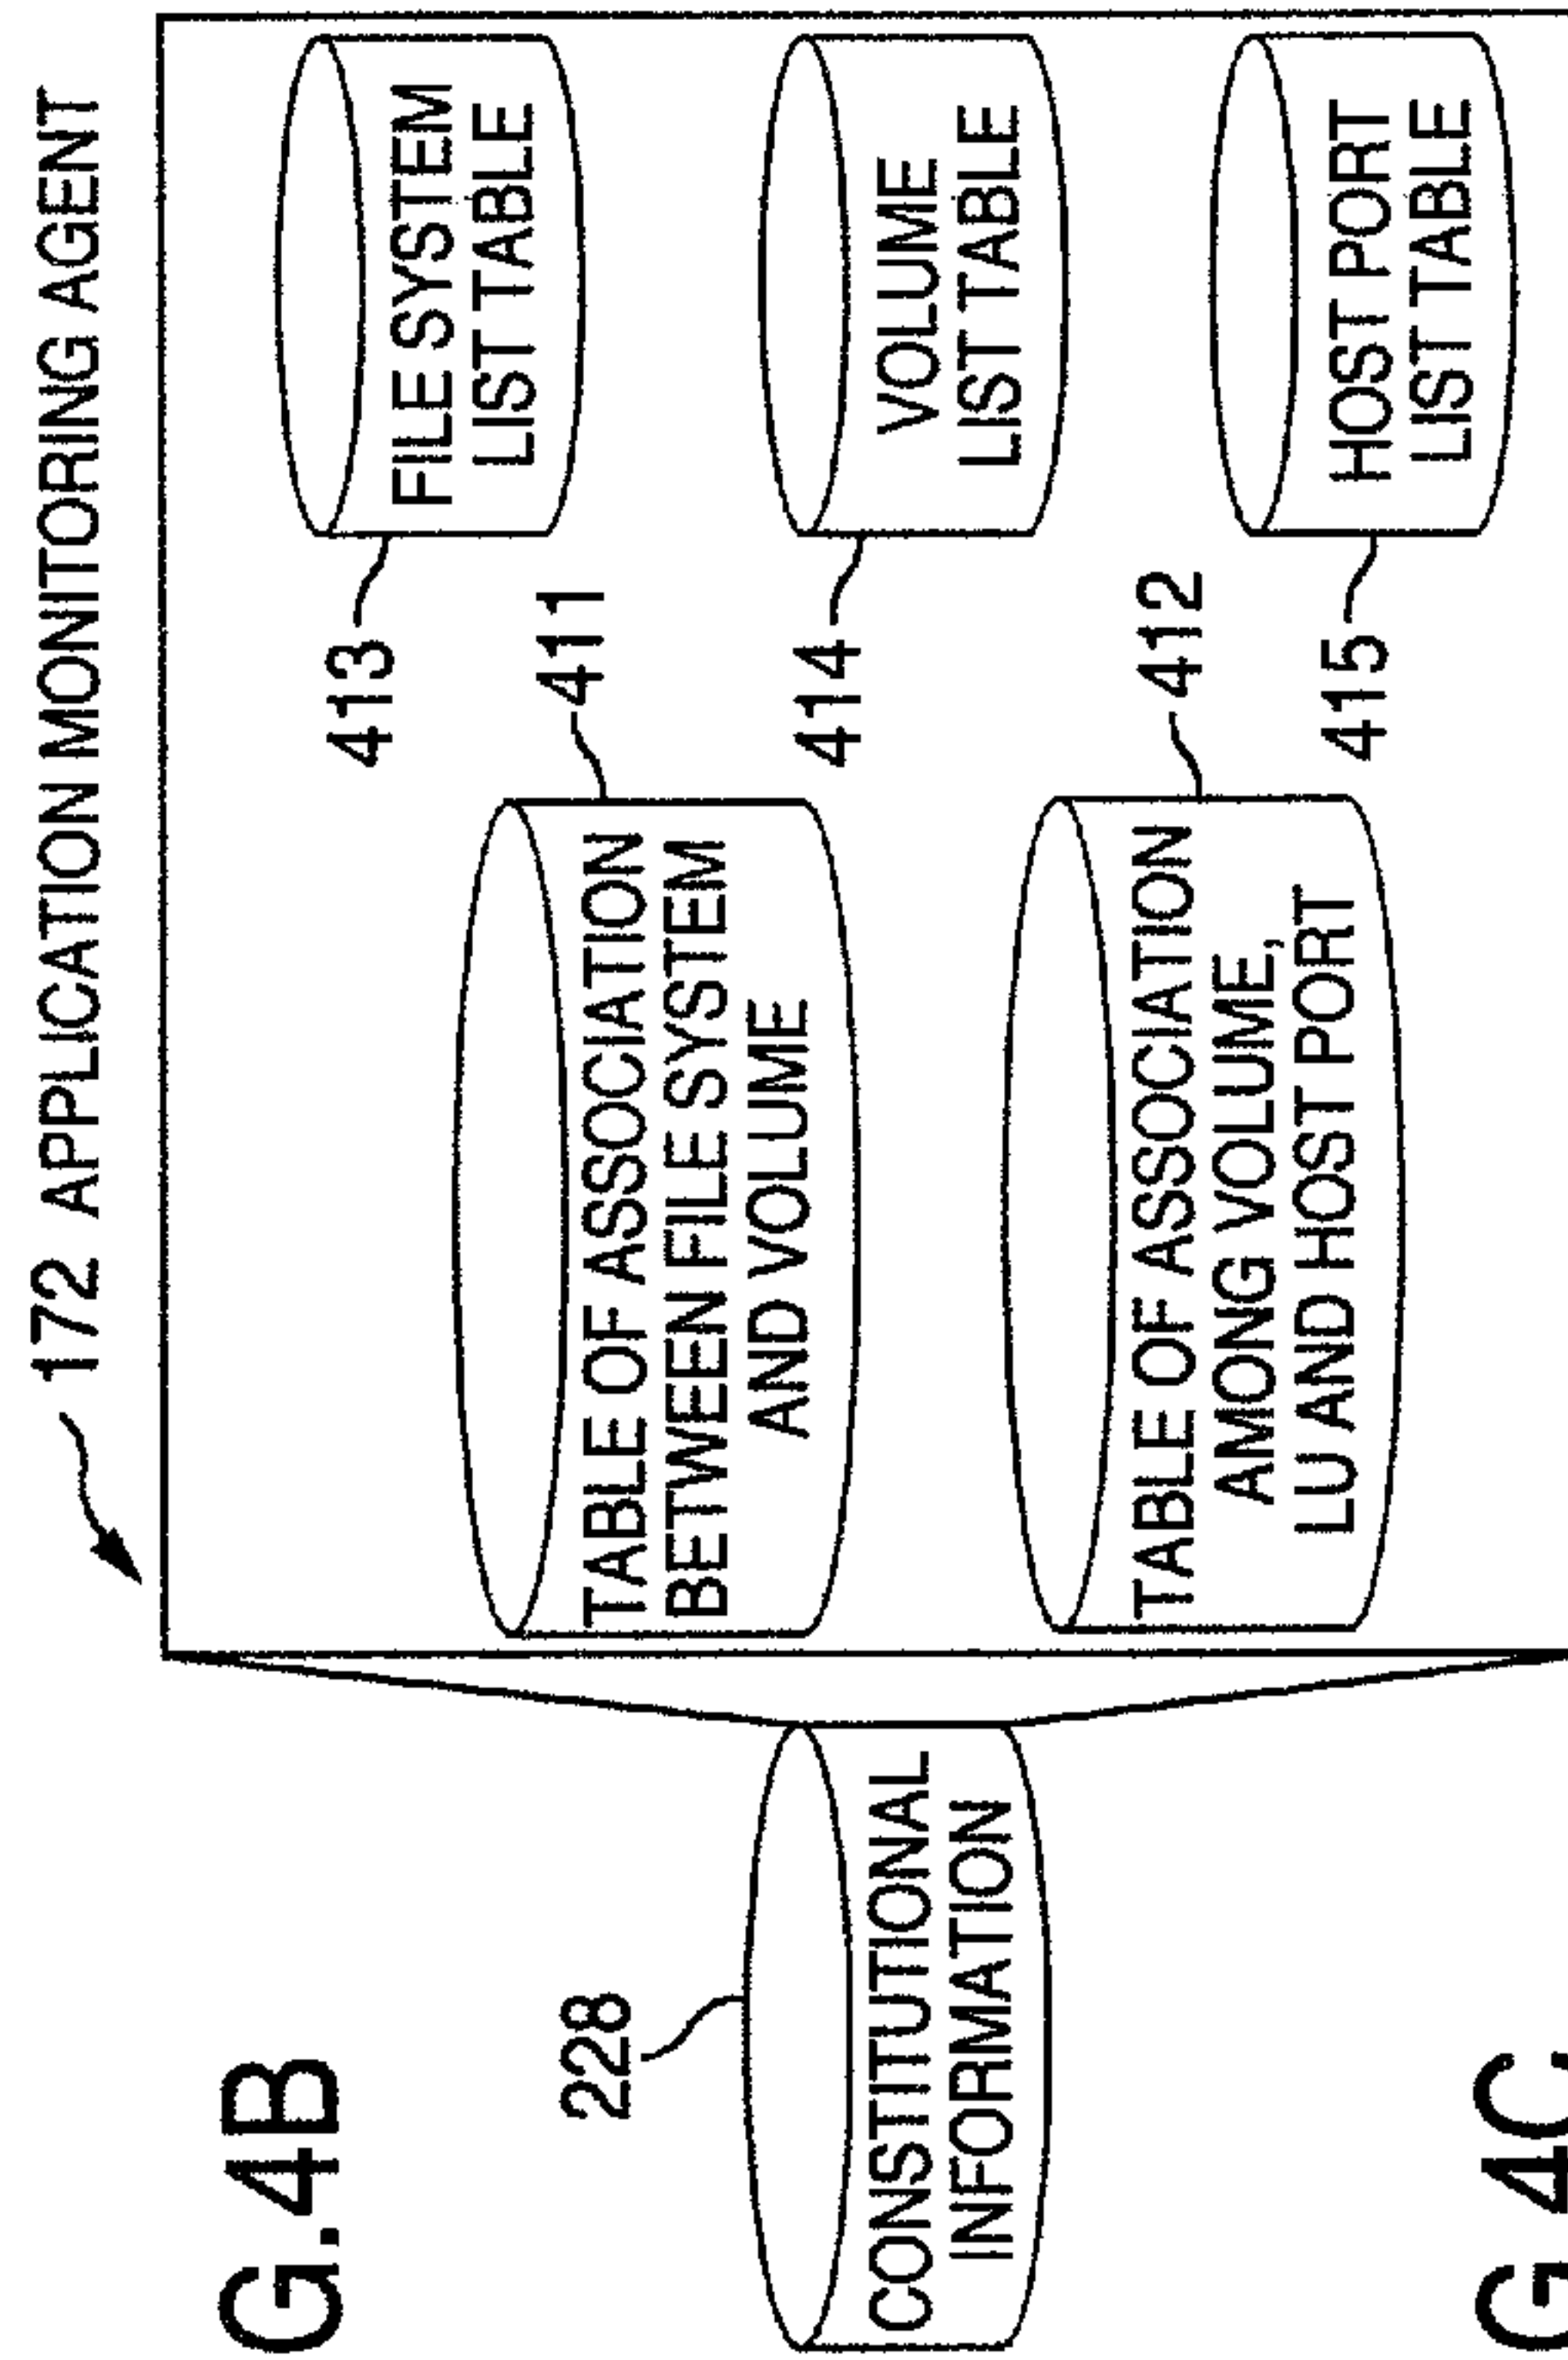 G.4B
172 APPLICATION MONITORING AGENT
228
CONSTITUTIONAL
INFORMATION
411
TABLE OF ASSOCIATION
BETWEEN FILE SYSTEM
AND VOLUME
412
TABLE OF ASSOCIATION
AMONG VOLUME,
LU AND HOST PORT
413
FILE SYSTEM
LIST TABLE
414
VOLUME
LIST TABLE
415
HOST PORT
LIST TABLE
G.4C